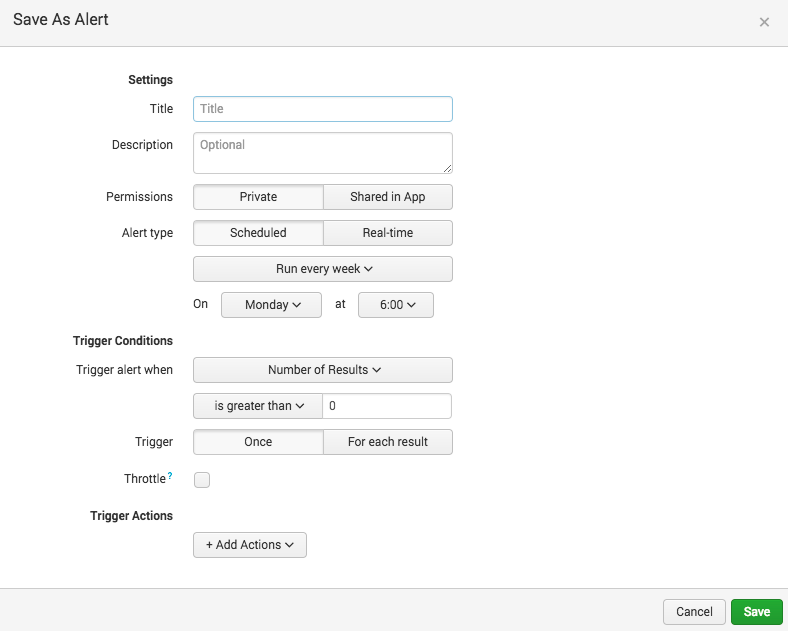 Save As Alert
×
Settings
Title Title
Description Optional
Permissions Private Shared in App
Alert type Scheduled Real-time
Run every week
On Monday at 6:00
Trigger Conditions
Trigger alert when Number of Results
is greater than 0
Trigger Once For each result
Throttle ?
Trigger Actions
+ Add Actions
Cancel Save